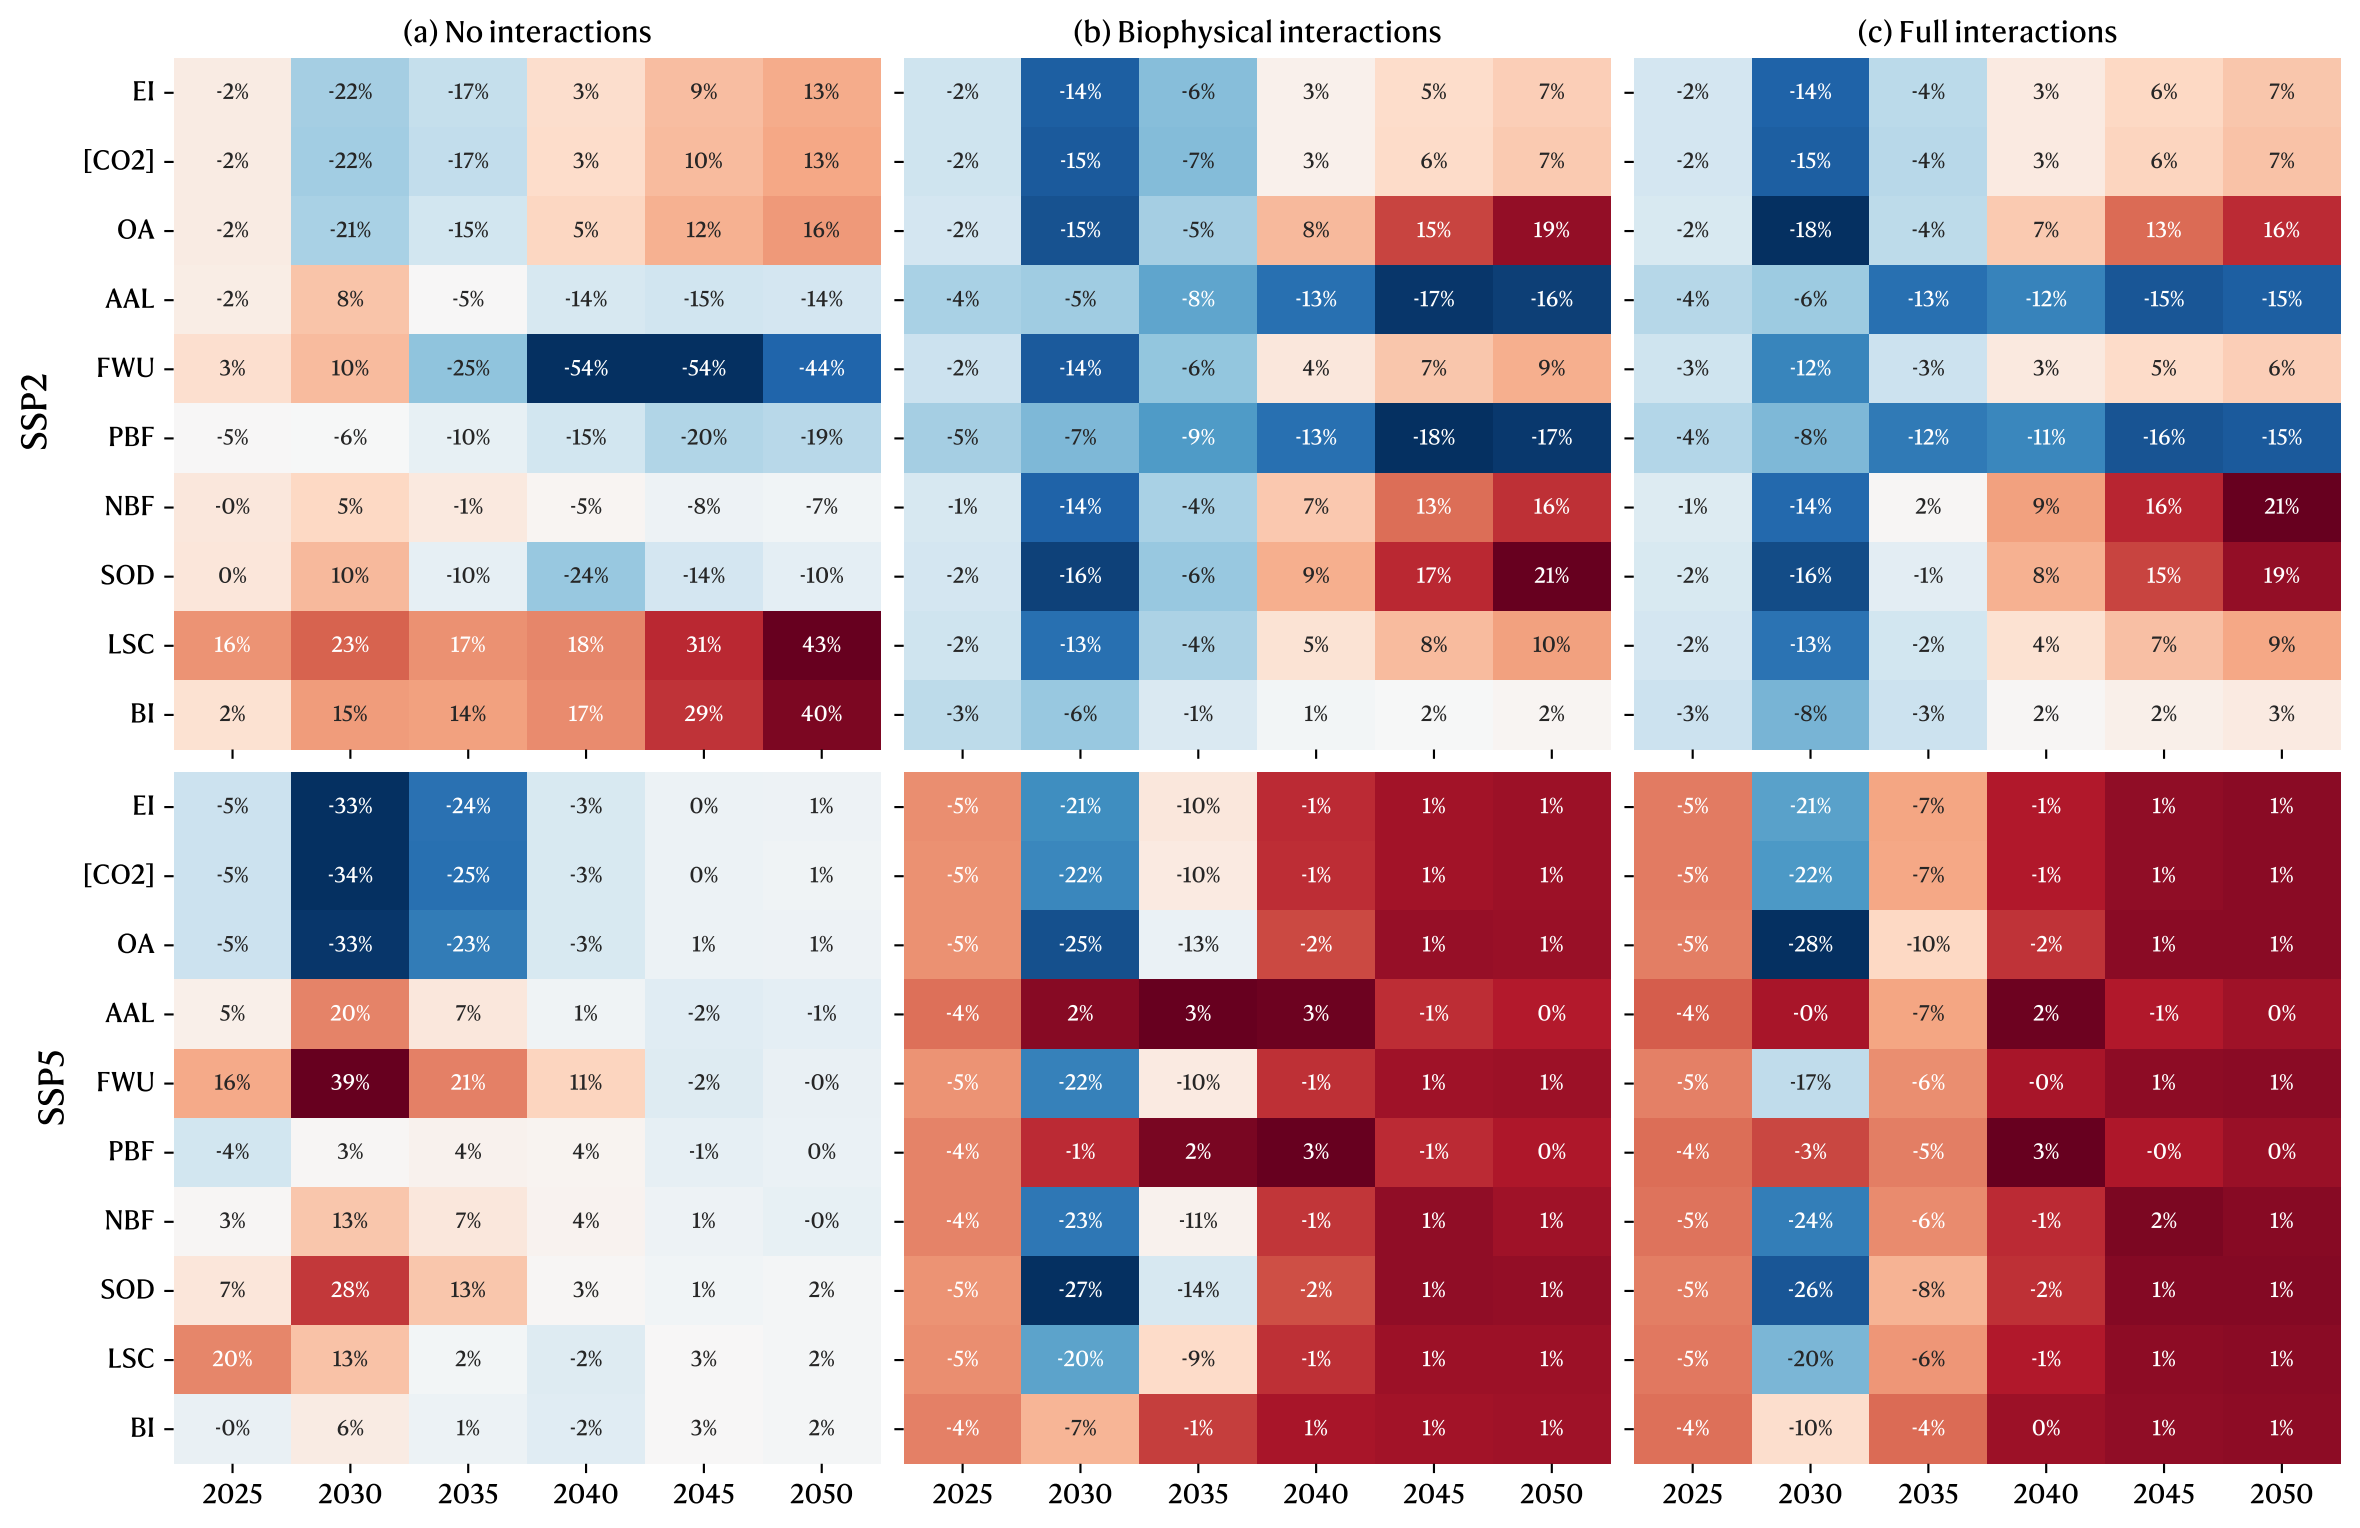 (a) No interactions (b) Biophysical interactions (c) Full interactions
SSP2
EI -2% -22% -17% 3% 9% 13% -2% -14% -6% 3% 5% 7% -2% -14% -4% 3% 6% 7%
[CO2] -2% -22% -17% 3% 10% 13% -2% -15% -7% 3% 6% 7% -2% -15% -4% 3% 6% 7%
OA -2% -21% -15% 5% 12% 16% -2% -15% -5% 8% 15% 19% -2% -18% -4% 7% 13% 16%
AAL -2% 8% -5% -14% -15% -14% -4% -5% -8% -13% -17% -16% -4% -6% -13% -12% -15% -15%
FWU 3% 10% -25% -54% -54% -44% -2% -14% -6% 4% 7% 9% -3% -12% -3% 3% 5% 6%
PBF -5% -6% -10% -15% -20% -19% -5% -7% -9% -13% -18% -17% -4% -8% -12% -11% -16% -15%
NBF -0% 5% -1% -5% -8% -7% -1% -14% -4% 7% 13% 16% -1% -14% 2% 9% 16% 21%
SOD 0% 10% -10% -24% -14% -10% -2% -16% -6% 9% 17% 21% -2% -16% -1% 8% 15% 19%
LSC 16% 23% 17% 18% 31% 43% -2% -13% -4% 5% 8% 10% -2% -13% -2% 4% 7% 9%
BI 2% 15% 14% 17% 29% 40% -3% -6% -1% 1% 2% 2% -3% -8% -3% 2% 2% 3%
SSP5
EI -5% -33% -24% -3% 0% 1% -5% -21% -10% -1% 1% 1% -5% -21% -7% -1% 1% 1%
[CO2] -5% -34% -25% -3% 0% 1% -5% -22% -10% -1% 1% 1% -5% -22% -7% -1% 1% 1%
OA -5% -33% -23% -3% 1% 1% -5% -25% -13% -2% 1% 1% -5% -28% -10% -2% 1% 1%
AAL 5% 20% 7% 1% -2% -1% -4% 2% 3% 3% -1% 0% -4% -0% -7% 2% -1% 0%
FWU 16% 39% 21% 11% -2% -0% -5% -22% -10% -1% 1% 1% -5% -17% -6% -0% 1% 1%
PBF -4% 3% 4% 4% -1% 0% -4% -1% 2% 3% -1% 0% -4% -3% -5% 3% -0% 0%
NBF 3% 13% 7% 4% 1% -0% -4% -23% -11% -1% 1% 1% -5% -24% -6% -1% 2% 1%
SOD 7% 28% 13% 3% 1% 2% -5% -27% -14% -2% 1% 1% -5% -26% -8% -2% 1% 1%
LSC 20% 13% 2% -2% 3% 2% -5% -20% -9% -1% 1% 1% -5% -20% -6% -1% 1% 1%
BI -0% 6% 1% -2% 3% 2% -4% -7% -1% 1% 1% 1% -4% -10% -4% 0% 1% 1%
2025 2030 2035 2040 2045 2050 2025 2030 2035 2040 2045 2050 2025 2030 2035 2040 2045 2050